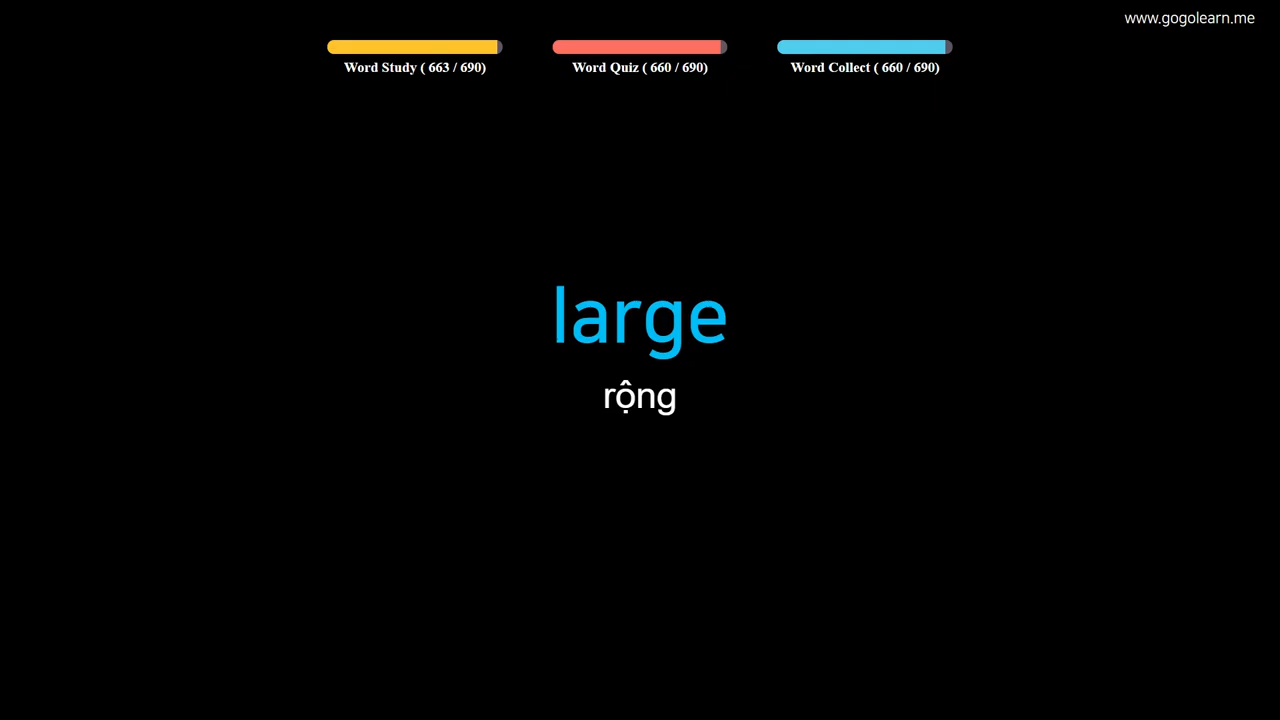 www.gogolearn.me
Word Study ( 663 / 690)
Word Quiz ( 660 / 690)
Word Collect ( 660 / 690)
large
rộng